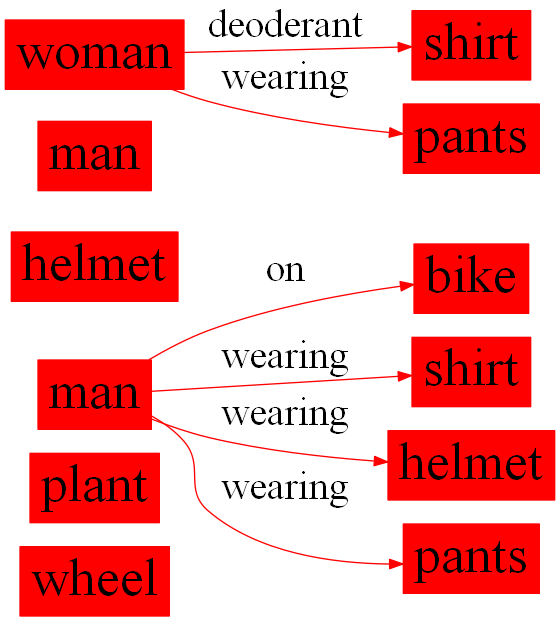 woman
deoderant
shirt
wearing
pants
man
helmet
on
bike
man
wearing
shirt
wearing
helmet
plant
wearing
pants
wheel